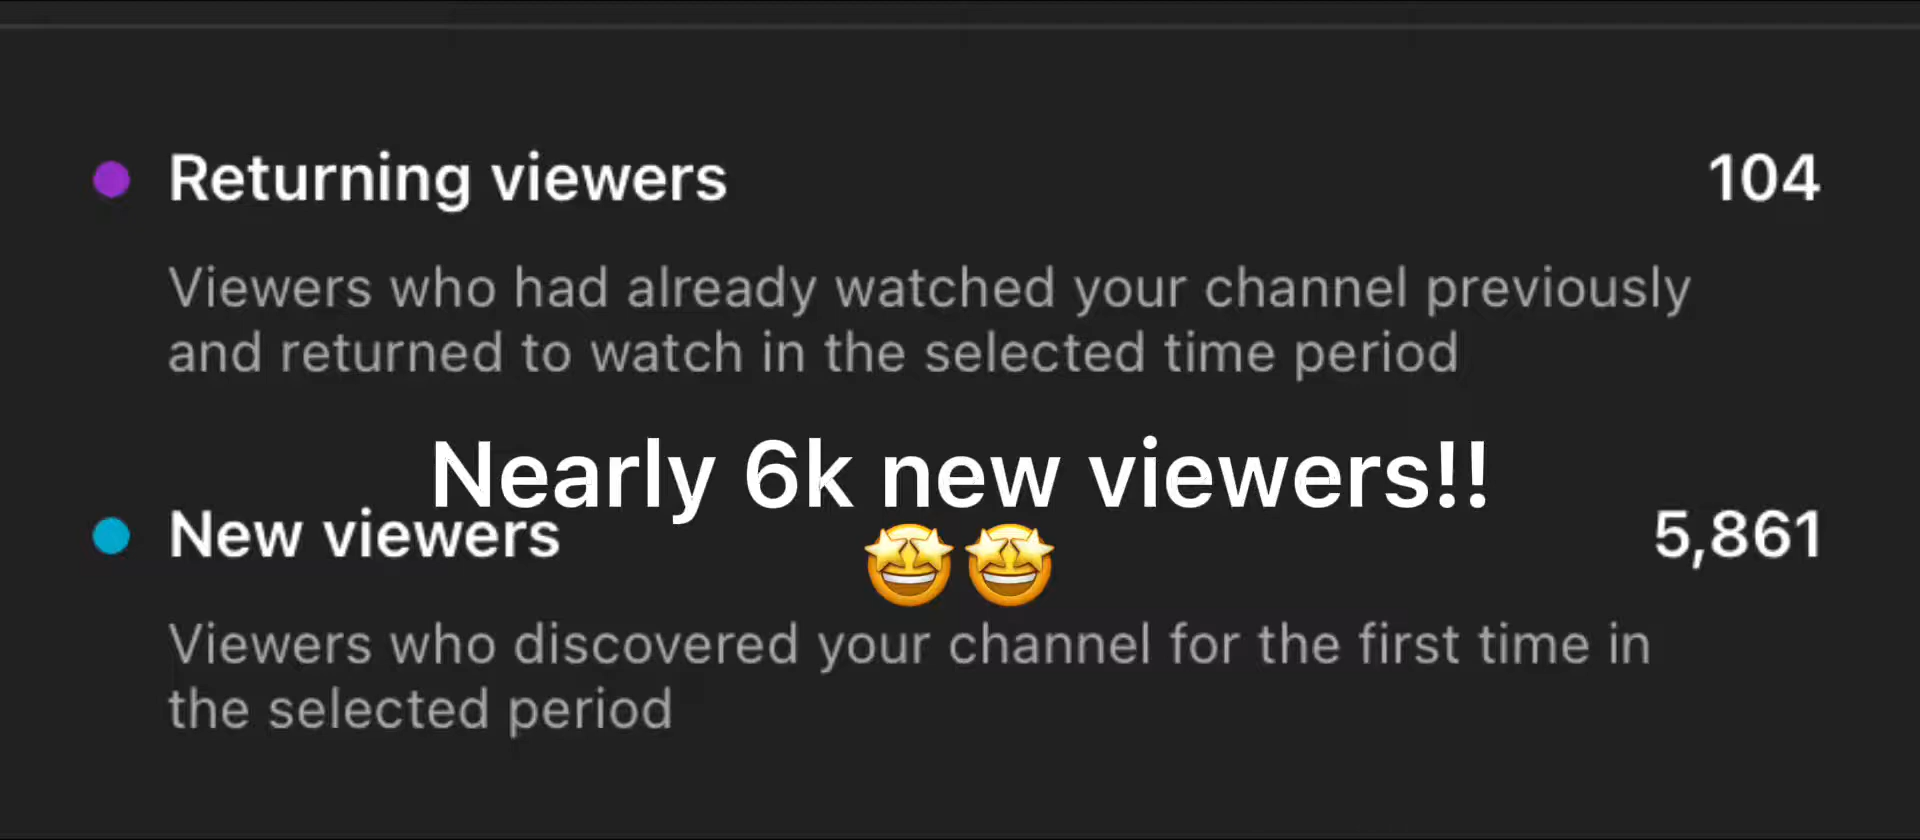 Returning viewers 104
Viewers who had already watched your channel previously
and returned to watch in the selected time period
Nearly 6k new viewers!!
🤩🤩
New viewers 5,861
Viewers who discovered your channel for the first time in
the selected period